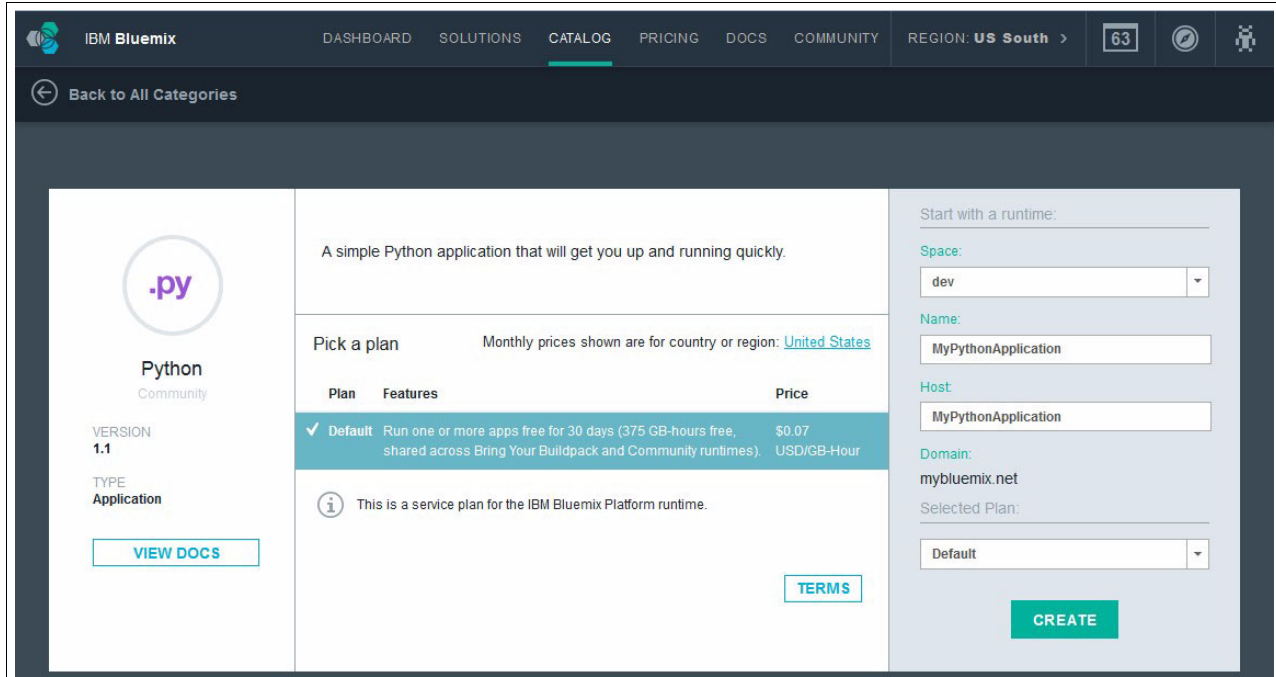 IBM Bluemix
DASHBOARD SOLUTIONS CATALOG PRICING DOCS COMMUNITY REGION: US South > 63
Back to All Categories
.py
Python
Community
VERSION
1.1
TYPE
Application
VIEW DOCS
A simple Python application that will get you up and running quickly.
Pick a plan
Monthly prices shown are for country or region: United States
Plan Features Price
Default Run one or more apps free for 30 days (375 GB-hours free, $0.07
shared across Bring Your Buildpack and Community runtimes). USD/GB-Hour
i This is a service plan for the IBM Bluemix Platform runtime.
TERMS
Start with a runtime:
Space:
dev
Name:
MyPythonApplication
Host:
MyPythonApplication
Domain:
mybluemix.net
Selected Plan:
Default
CREATE